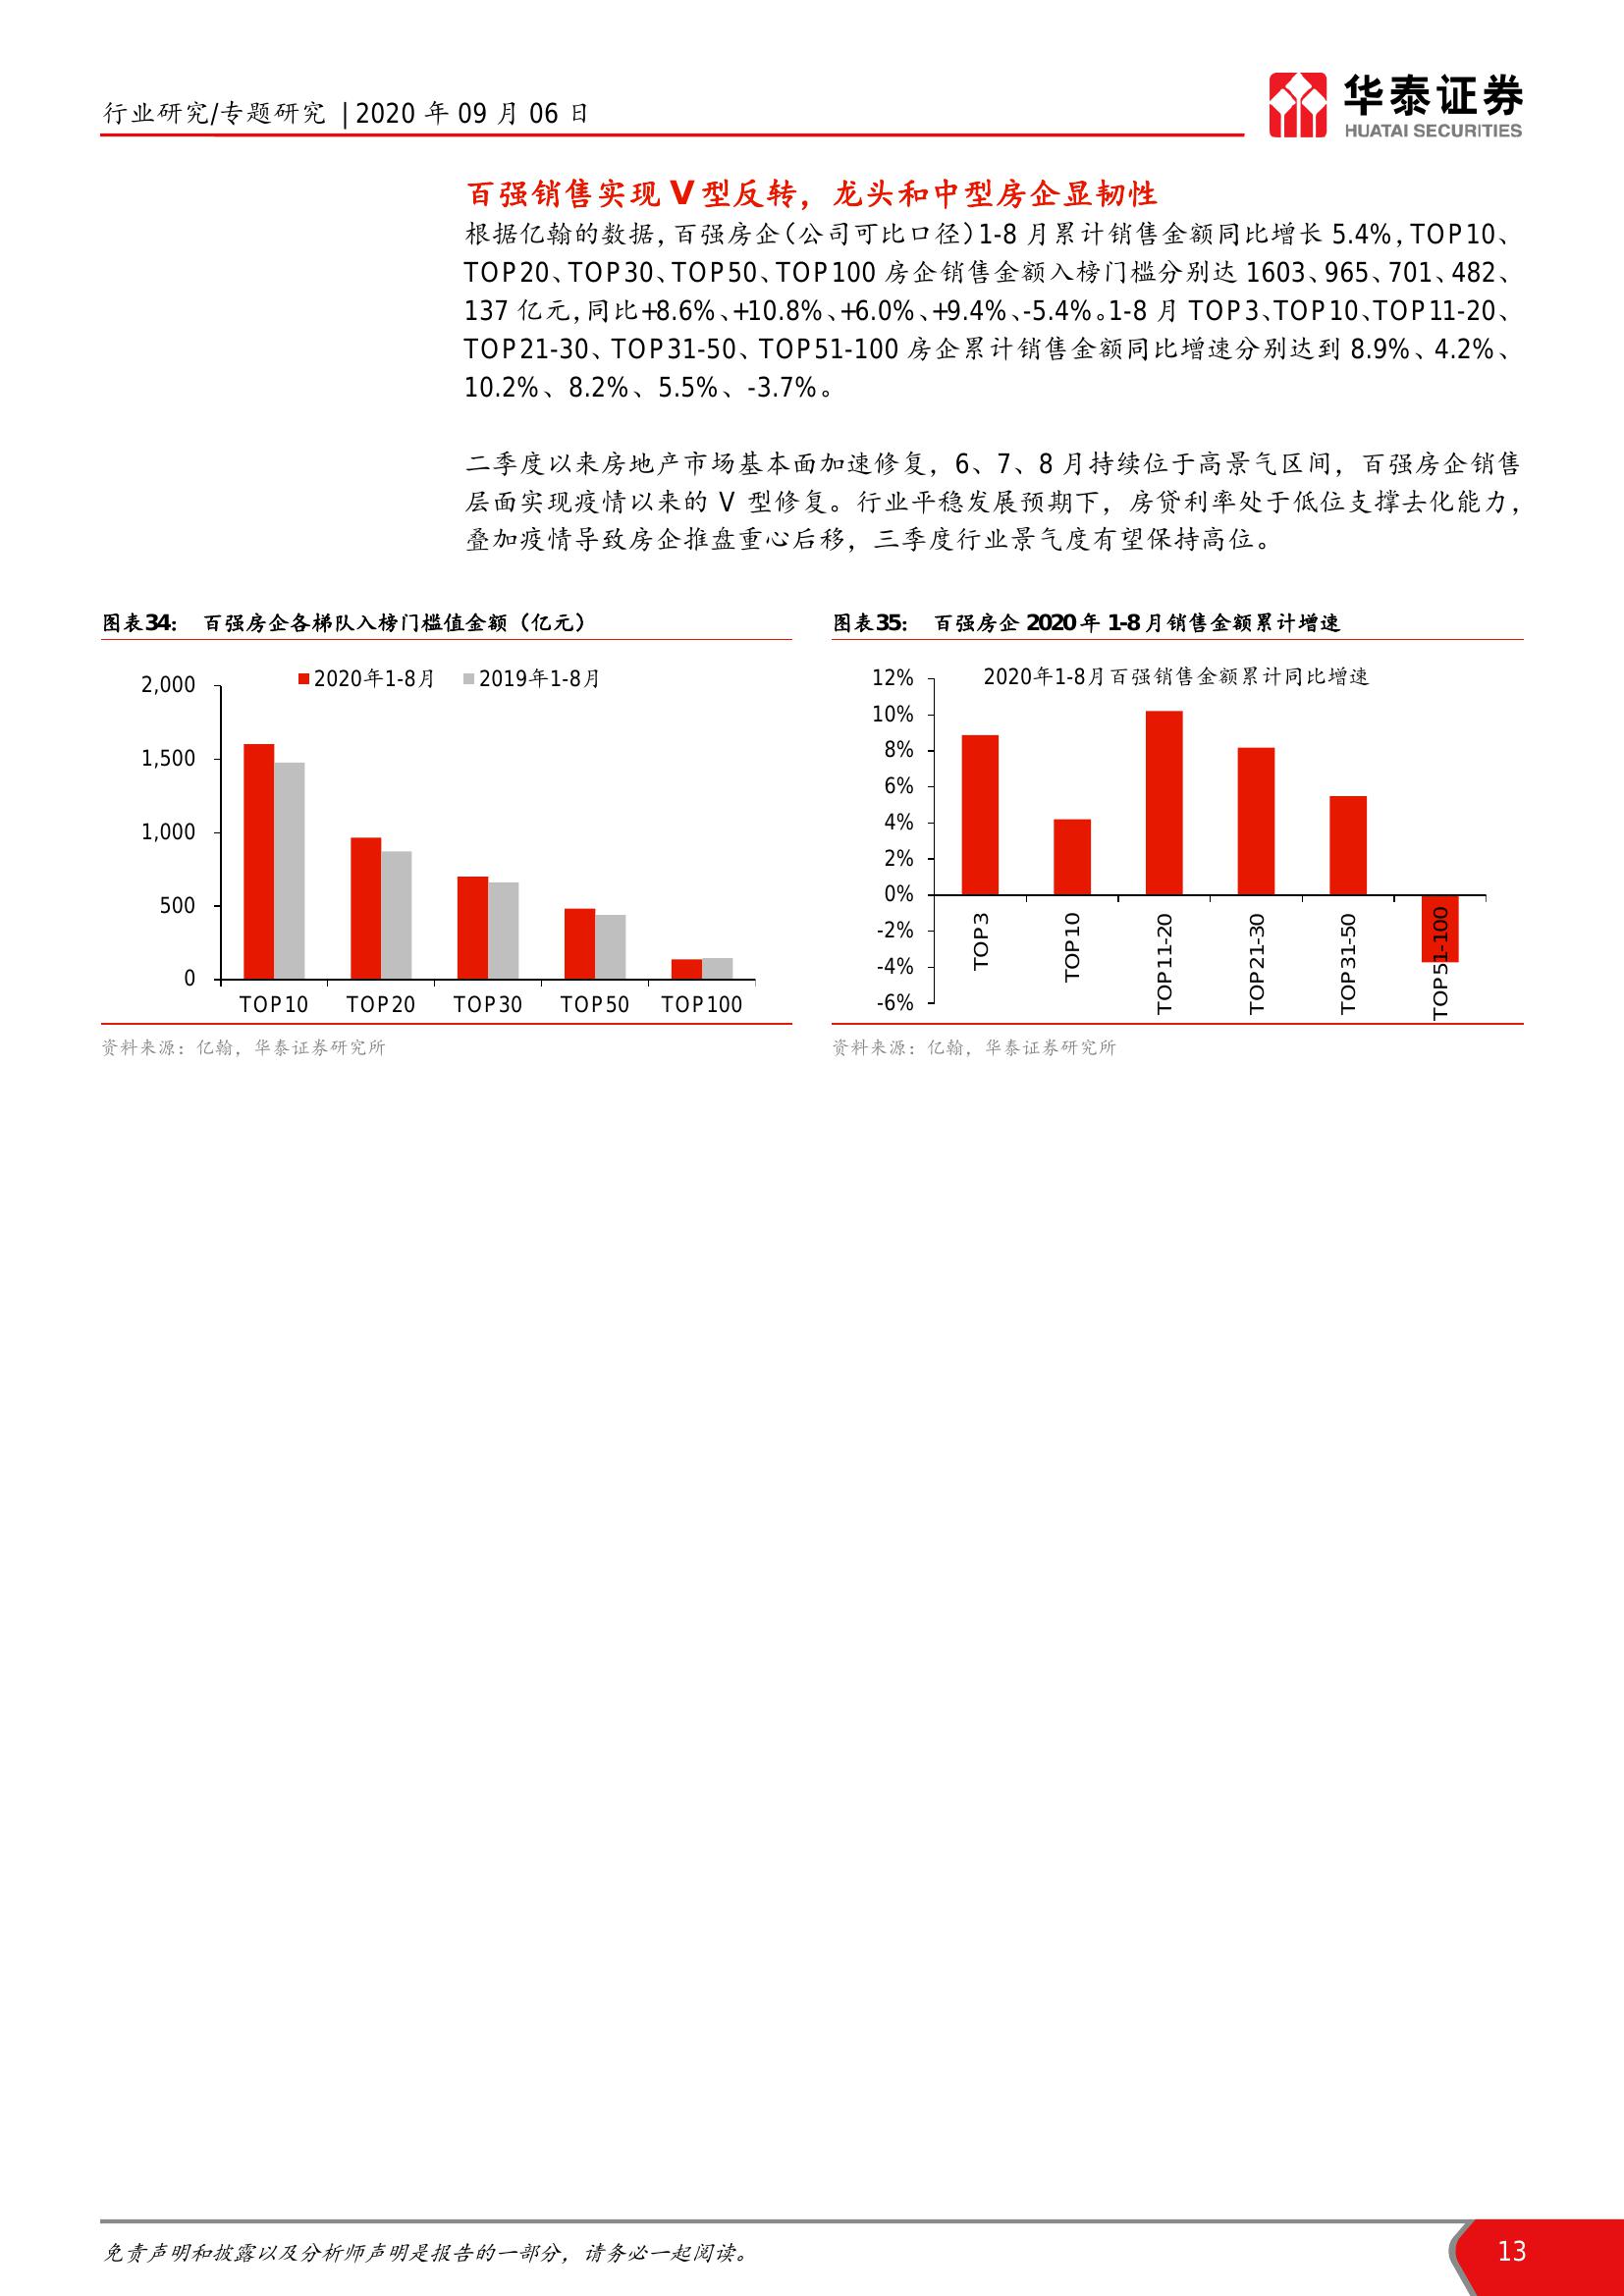 行业研究/专题研究 | 2020 年 09 月 06 日
华泰证券
HUATAI SECURITIES
百强销售实现 V 型反转，龙头和中型房企显韧性
根据亿翰的数据，百强房企（公司可比口径）1-8 月累计销售金额同比增长 5.4%，TOP10、
TOP20、TOP30、TOP50、TOP100 房企销售金额入榜门槛分别达 1603、965、701、482、
137 亿元，同比+8.6%、+10.8%、+6.0%、+9.4%、-5.4%。1-8 月 TOP3、TOP10、TOP11-20、
TOP21-30、TOP31-50、TOP51-100 房企累计销售金额同比增速分别达到 8.9%、4.2%、
10.2%、8.2%、5.5%、-3.7%。
二季度以来房地产市场基本面加速修复，6、7、8 月持续位于高景气区间，百强房企销售
层面实现疫情以来的 V 型修复。行业平稳发展预期下，房贷利率处于低位支撑去化能力，
叠加疫情导致房企推盘重心后移，三季度行业景气度有望保持高位。
图表34： 百强房企各梯队入榜门槛值金额（亿元）
2020年1-8月 2019年1-8月
2,000
1,500
1,000
500
0
TOP10 TOP20 TOP30 TOP50 TOP100
资料来源：亿翰，华泰证券研究所
图表35： 百强房企 2020 年 1-8 月销售金额累计增速
2020年1-8月百强销售金额累计同比增速
12%
10%
8%
6%
4%
2%
0%
-2%
-4%
-6%
TOP3 TOP10 TOP11-20 TOP21-30 TOP31-50 TOP51-100
资料来源：亿翰，华泰证券研究所
免责声明和披露以及分析师声明是报告的一部分，请务必一起阅读。
13